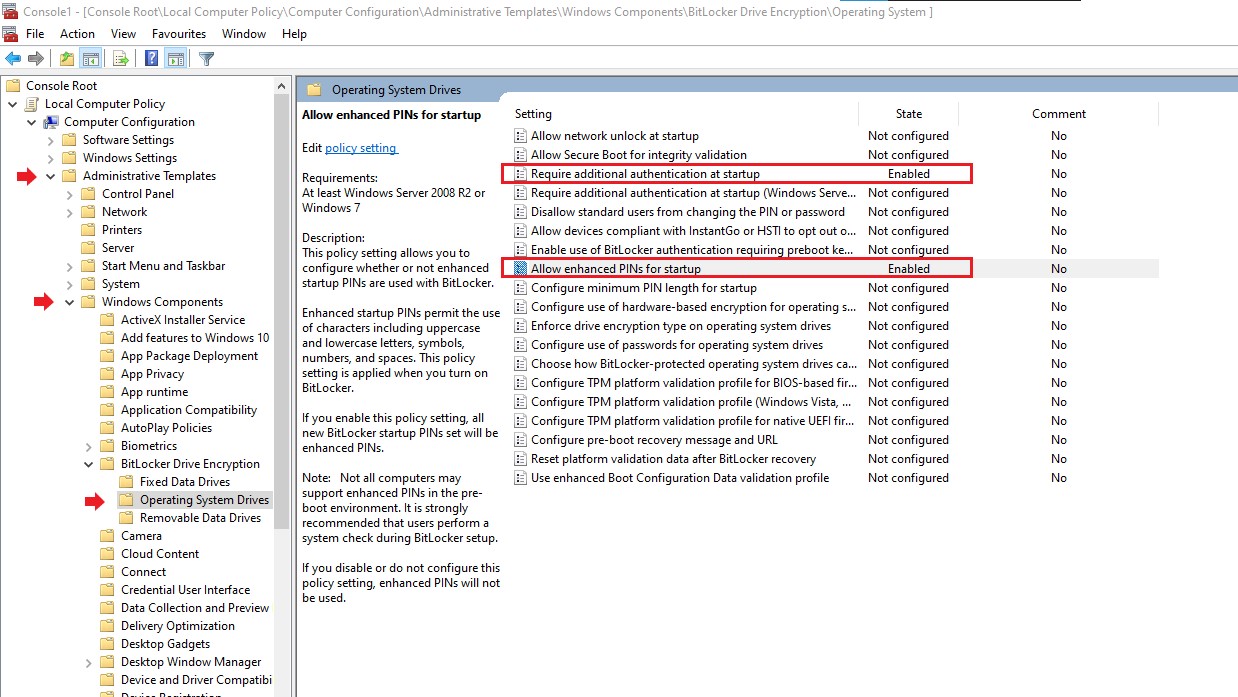 Console1 - [Console Root\Local Computer Policy\Computer Configuration\Administrative Templates\Windows Components\BitLocker Drive Encryption\Operating System ]
File Action View Favourites Window Help
Console Root
Local Computer Policy
Computer Configuration
Software Settings
Windows Settings
Administrative Templates
Control Panel
Network
Printers
Server
Start Menu and Taskbar
System
Windows Components
ActiveX Installer Service
Add features to Windows 10
App Package Deployment
App Privacy
App runtime
Application Compatibility
AutoPlay Policies
Biometrics
BitLocker Drive Encryption
Fixed Data Drives
Operating System Drives
Removable Data Drives
Camera
Cloud Content
Connect
Credential User Interface
Data Collection and Preview
Delivery Optimization
Desktop Gadgets
Desktop Window Manager
Device and Driver Compatibi
Device Registration
Operating System Drives
Allow enhanced PINs for startup
Edit policy setting
Requirements:
At least Windows Server 2008 R2 or
Windows 7
Description:
This policy setting allows you to
configure whether or not enhanced
startup PINs are used with BitLocker.
Enhanced startup PINs permit the use
of characters including uppercase
and lowercase letters, symbols,
numbers, and spaces. This policy
setting is applied when you turn on
BitLocker.
If you enable this policy setting, all
new BitLocker startup PINs set will be
enhanced PINs.
Note: Not all computers may
support enhanced PINs in the pre-
boot environment. It is strongly
recommended that users perform a
system check during BitLocker setup.
If you disable or do not configure this
policy setting, enhanced PINs will not
be used.
Setting State Comment
Allow network unlock at startup Not configured No
Allow Secure Boot for integrity validation Not configured No
Require additional authentication at startup Enabled No
Require additional authentication at startup (Windows Serve... Not configured No
Disallow standard users from changing the PIN or password Not configured No
Allow devices compliant with InstantGo or HSTI to opt out o... Not configured No
Enable use of BitLocker authentication requiring preboot ke... Not configured No
Allow enhanced PINs for startup Enabled No
Configure minimum PIN length for startup Not configured No
Configure use of hardware-based encryption for operating s... Not configured No
Enforce drive encryption type on operating system drives Not configured No
Configure use of passwords for operating system drives Not configured No
Choose how BitLocker-protected operating system drives ca... Not configured No
Configure TPM platform validation profile for BIOS-based fir... Not configured No
Configure TPM platform validation profile (Windows Vista, ... Not configured No
Configure TPM platform validation profile for native UEFI fir... Not configured No
Configure pre-boot recovery message and URL Not configured No
Reset platform validation data after BitLocker recovery Not configured No
Use enhanced Boot Configuration Data validation profile Not configured No